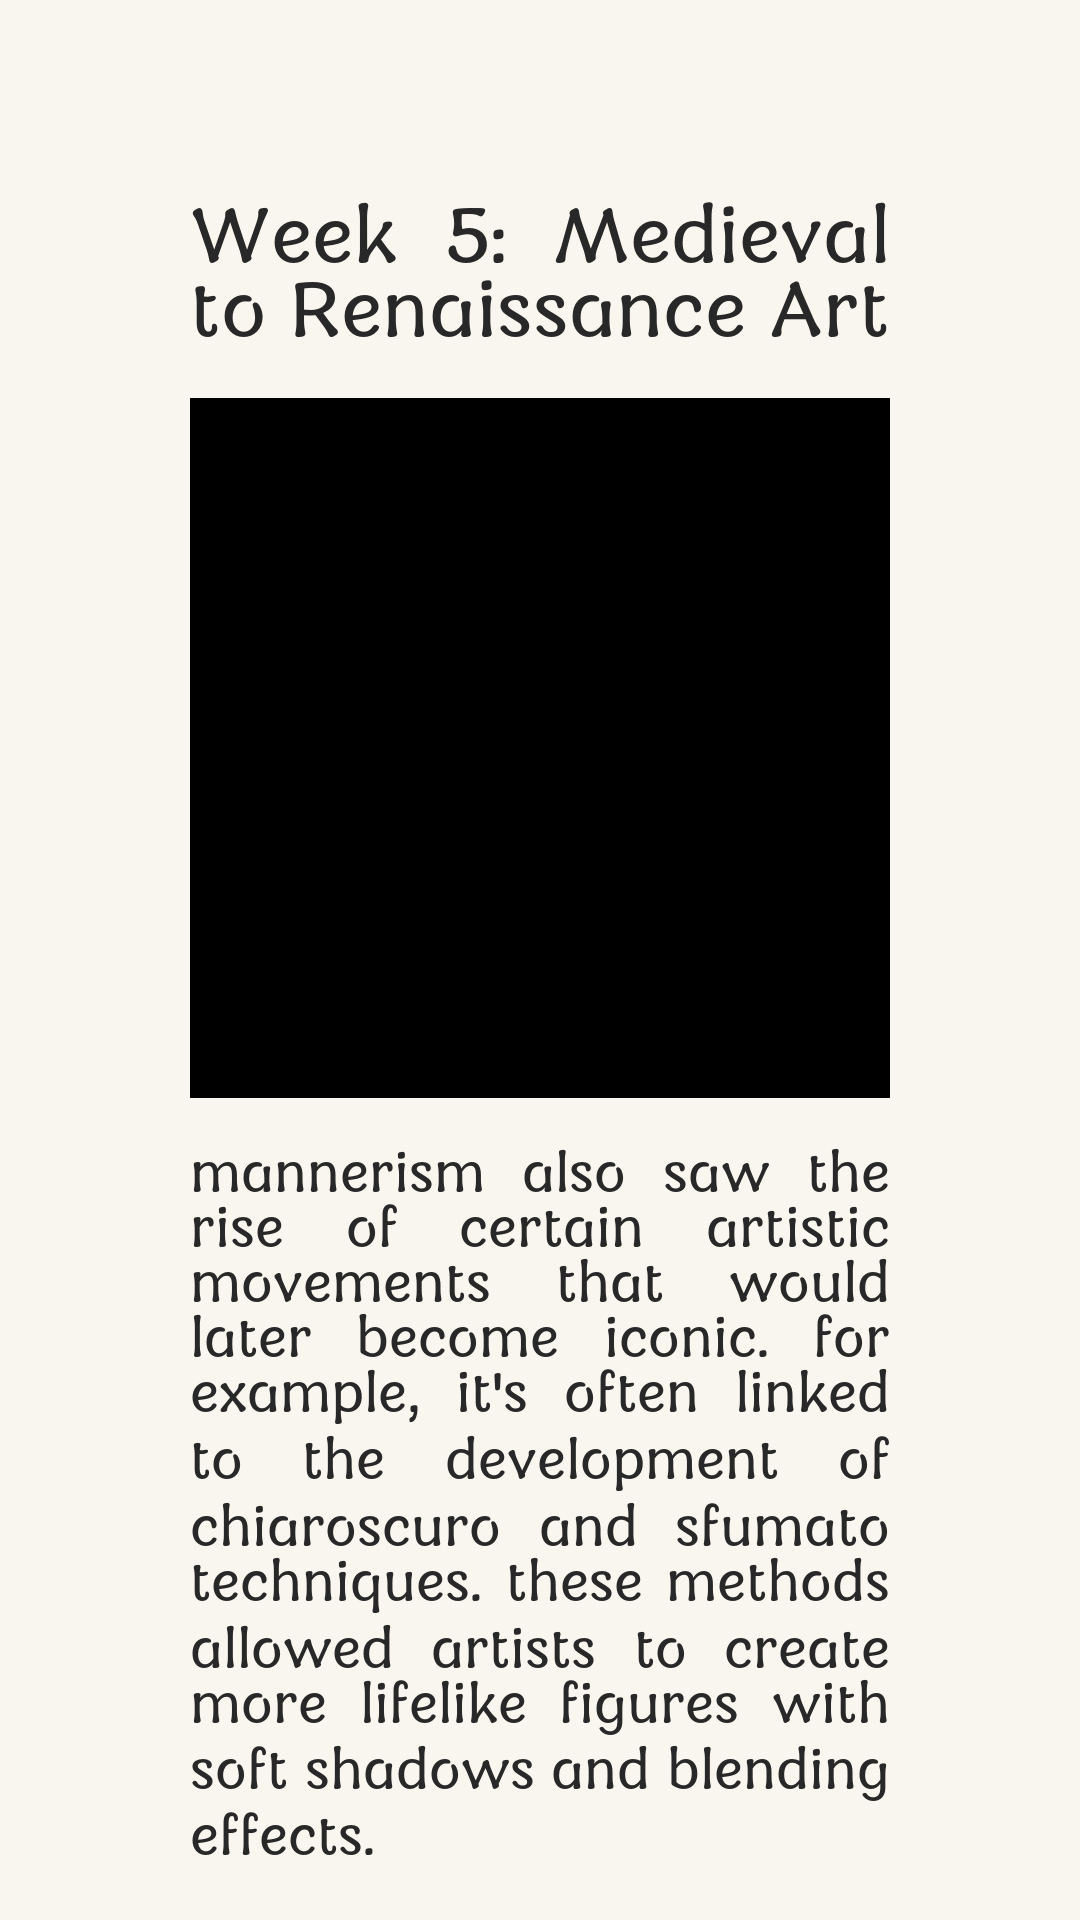 Week 5: Medieval
to Renaissance Art
mannerism also saw the
rise of certain artistic
movements that would
later become iconic. for
example, it's often linked
to the development of
chiaroscuro and sfumato
techniques. these methods
allowed artists to create
more lifelike figures with
soft shadows and blending
effects.